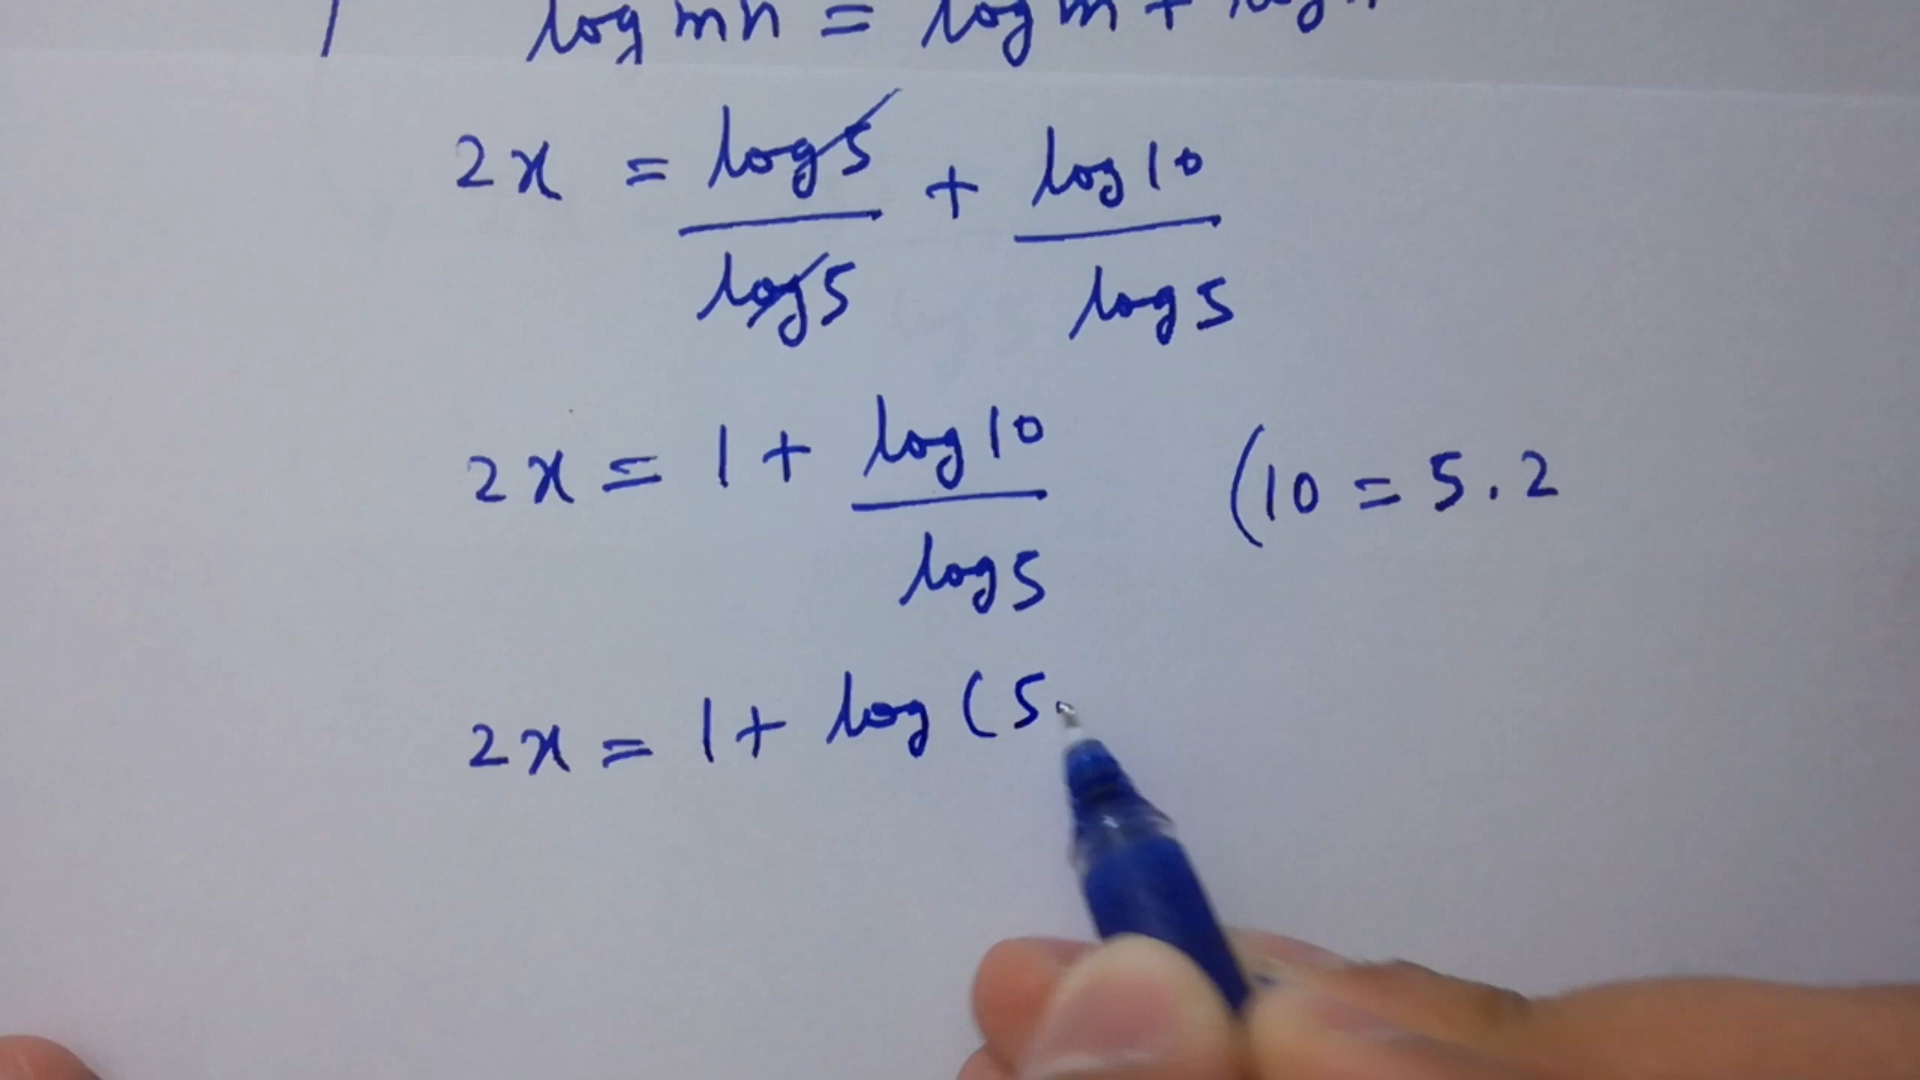 log mn = log m + log n
2x = log5/log5 + log10/log5
2x = 1 + log10/log5 (10 = 5.2
2x = 1 + log (5.